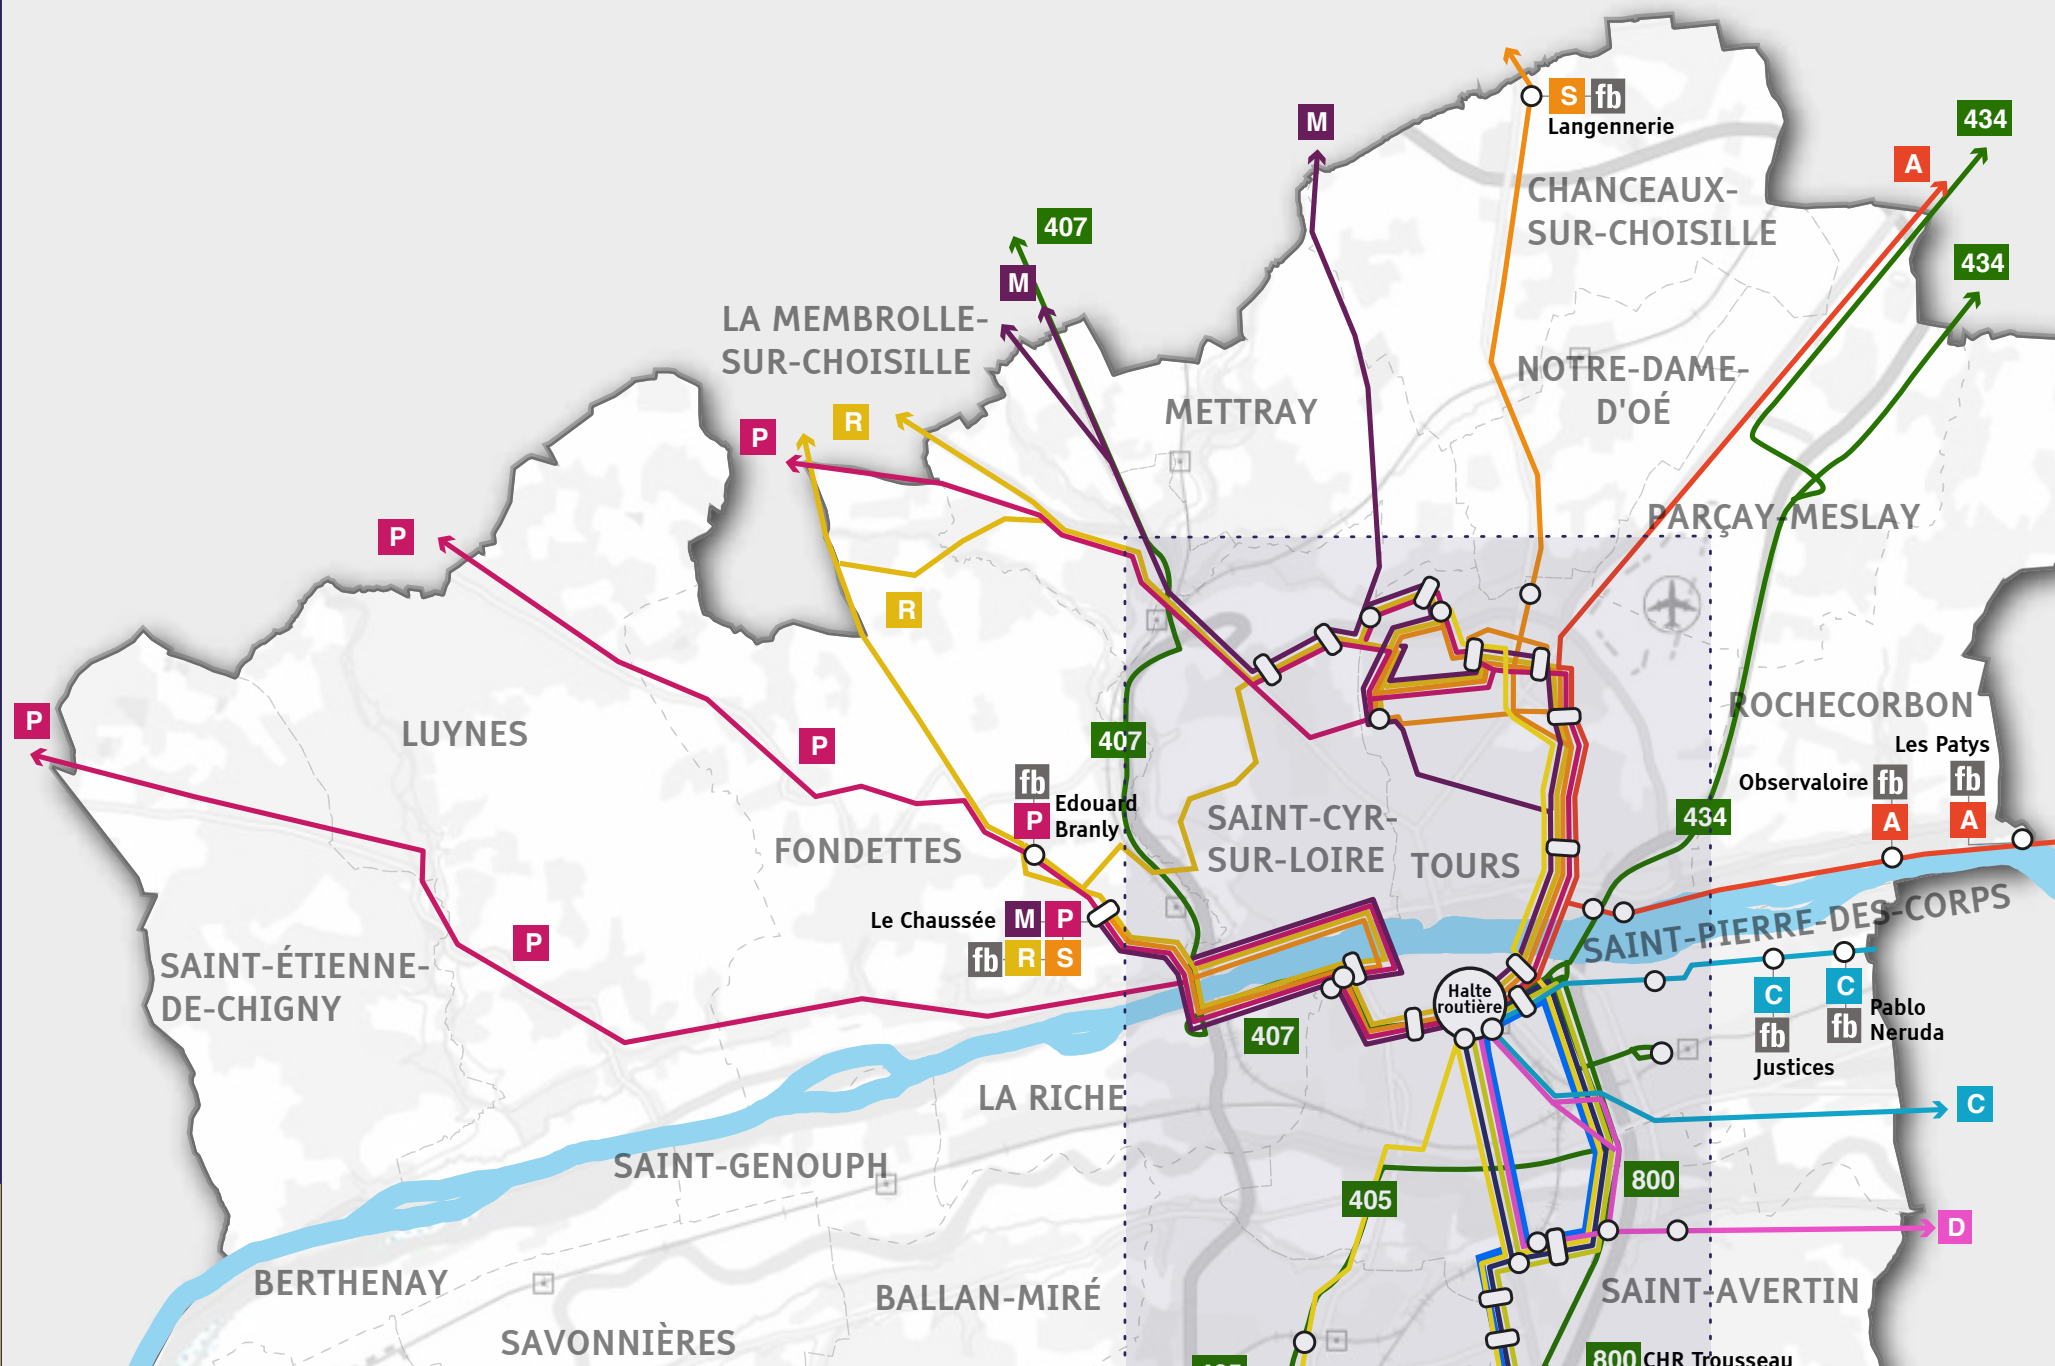 S fb
Langennerie
M
434
A
CHANCEAUX-
SUR-CHOISILLE
407
M
434
LA MEMBROLLE-
SUR-CHOISILLE
NOTRE-DAME-
D'OÉ
METTRAY
R
P
P
PARÇAY-MESLAY
R
P
LUYNES
P
407
ROCHECORBON
Les Patys
fb
A
Observaloire fb
A
fb
P Edouard
Branly
FONDETTES
SAINT-CYR-
SUR-LOIRE
TOURS
434
Le Chaussée M P
fb R S
P
SAINT-ÉTIENNE-
DE-CHIGNY
SAINT-PIERRE-DES-CORPS
Halte
routière
C
fb
Justices
C
fb Pablo
Neruda
407
LA RICHE
C
SAINT-GENOUPH
405
800
D
BERTHENAY
BALLAN-MIRÉ
SAINT-AVERTIN
SAVONNIÈRES
800 CHR Trousseau